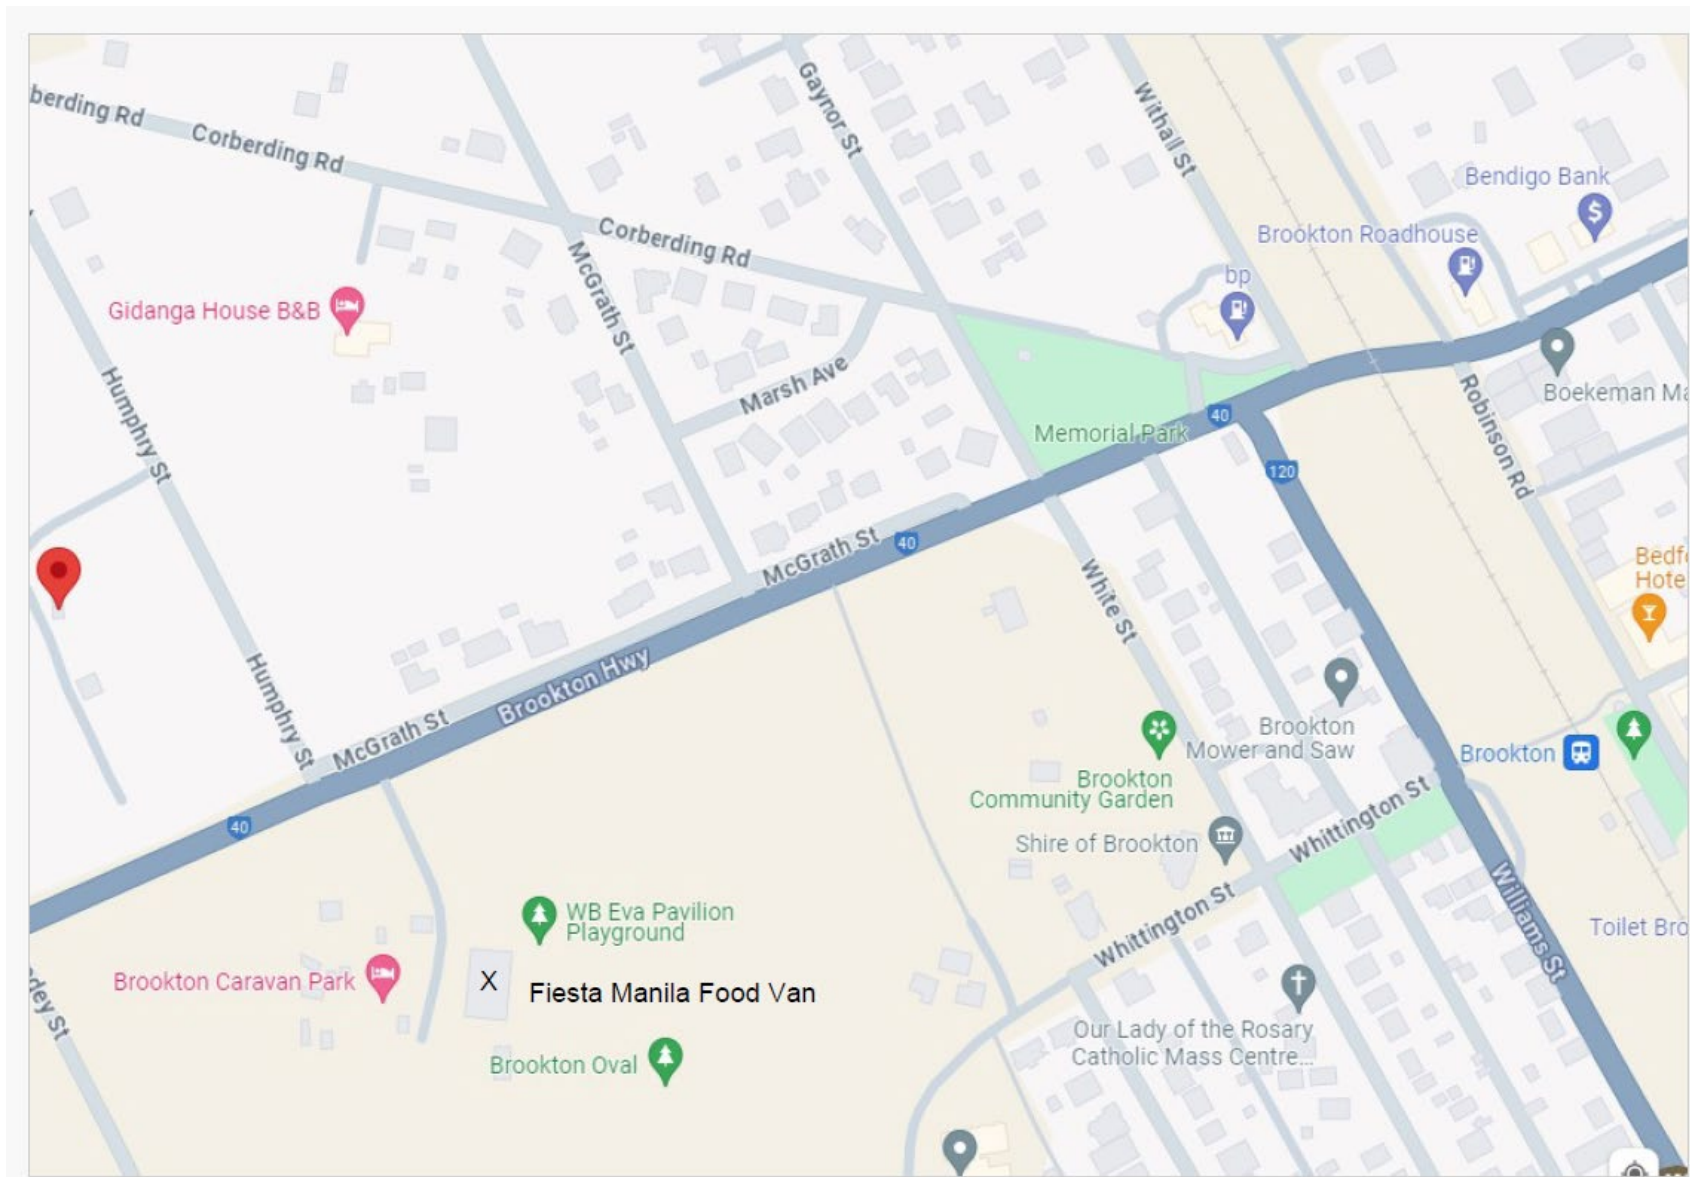 berding Rd
Corberding Rd
Gaynor St
Withall St
Bendigo Bank
Brookton Roadhouse
Corberding Rd
McGrath St
bp
Gidanga House B&B
Marsh Ave
Humphry St
Boekeman Ma
Robinson Rd
40
Memorial Park
120
McGrath St
40
White St
Bedf
Hote
Humphry St
Brookton Hwy
McGrath St
Brookton
Mower and Saw
Brookton
Brookton
Community Garden
40
Shire of Brookton
Whittington St
Williams St
WB Eva Pavilion
Playground
Whittington St
Toilet Bro
Brookton Caravan Park
X
Fiesta Manila Food Van
dey St
Our Lady of the Rosary
Catholic Mass Centre...
Brookton Oval